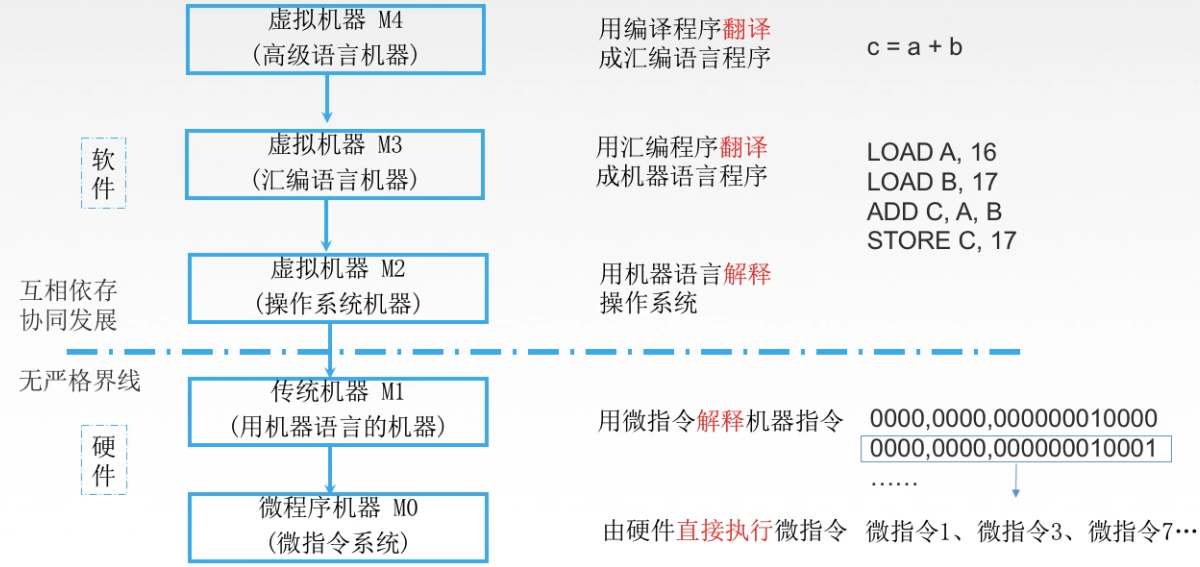 虚拟机器 M4
(高级语言机器)
用编译程序翻译
成汇编语言程序
c = a + b
软
件
虚拟机器 M3
(汇编语言机器)
用汇编程序翻译
成机器语言程序
LOAD A, 16
LOAD B, 17
ADD C, A, B
STORE C, 17
虚拟机器 M2
(操作系统机器)
用机器语言解释
操作系统
互相依存
协同发展
无严格界线
传统机器 M1
(用机器语言的机器)
用微指令解释机器指令
0000,0000,000000010000
0000,0000,000000010001
……
硬
件
微程序机器 M0
(微指令系统)
由硬件直接执行微指令
微指令1、微指令3、微指令7…